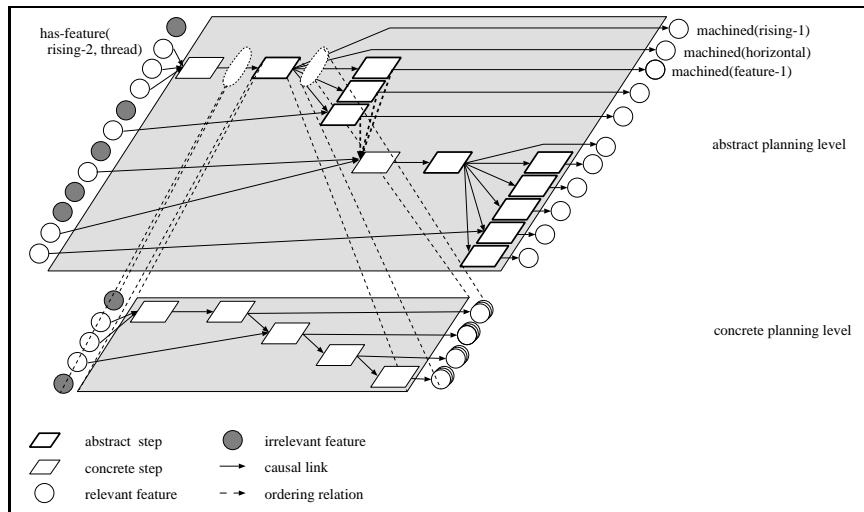 has-feature(
rising-2, thread)
machined(rising-1)
machined(horizontal)
machined(feature-1)
abstract planning level
concrete planning level
abstract step
irrelevant feature
concrete step
causal link
relevant feature
ordering relation